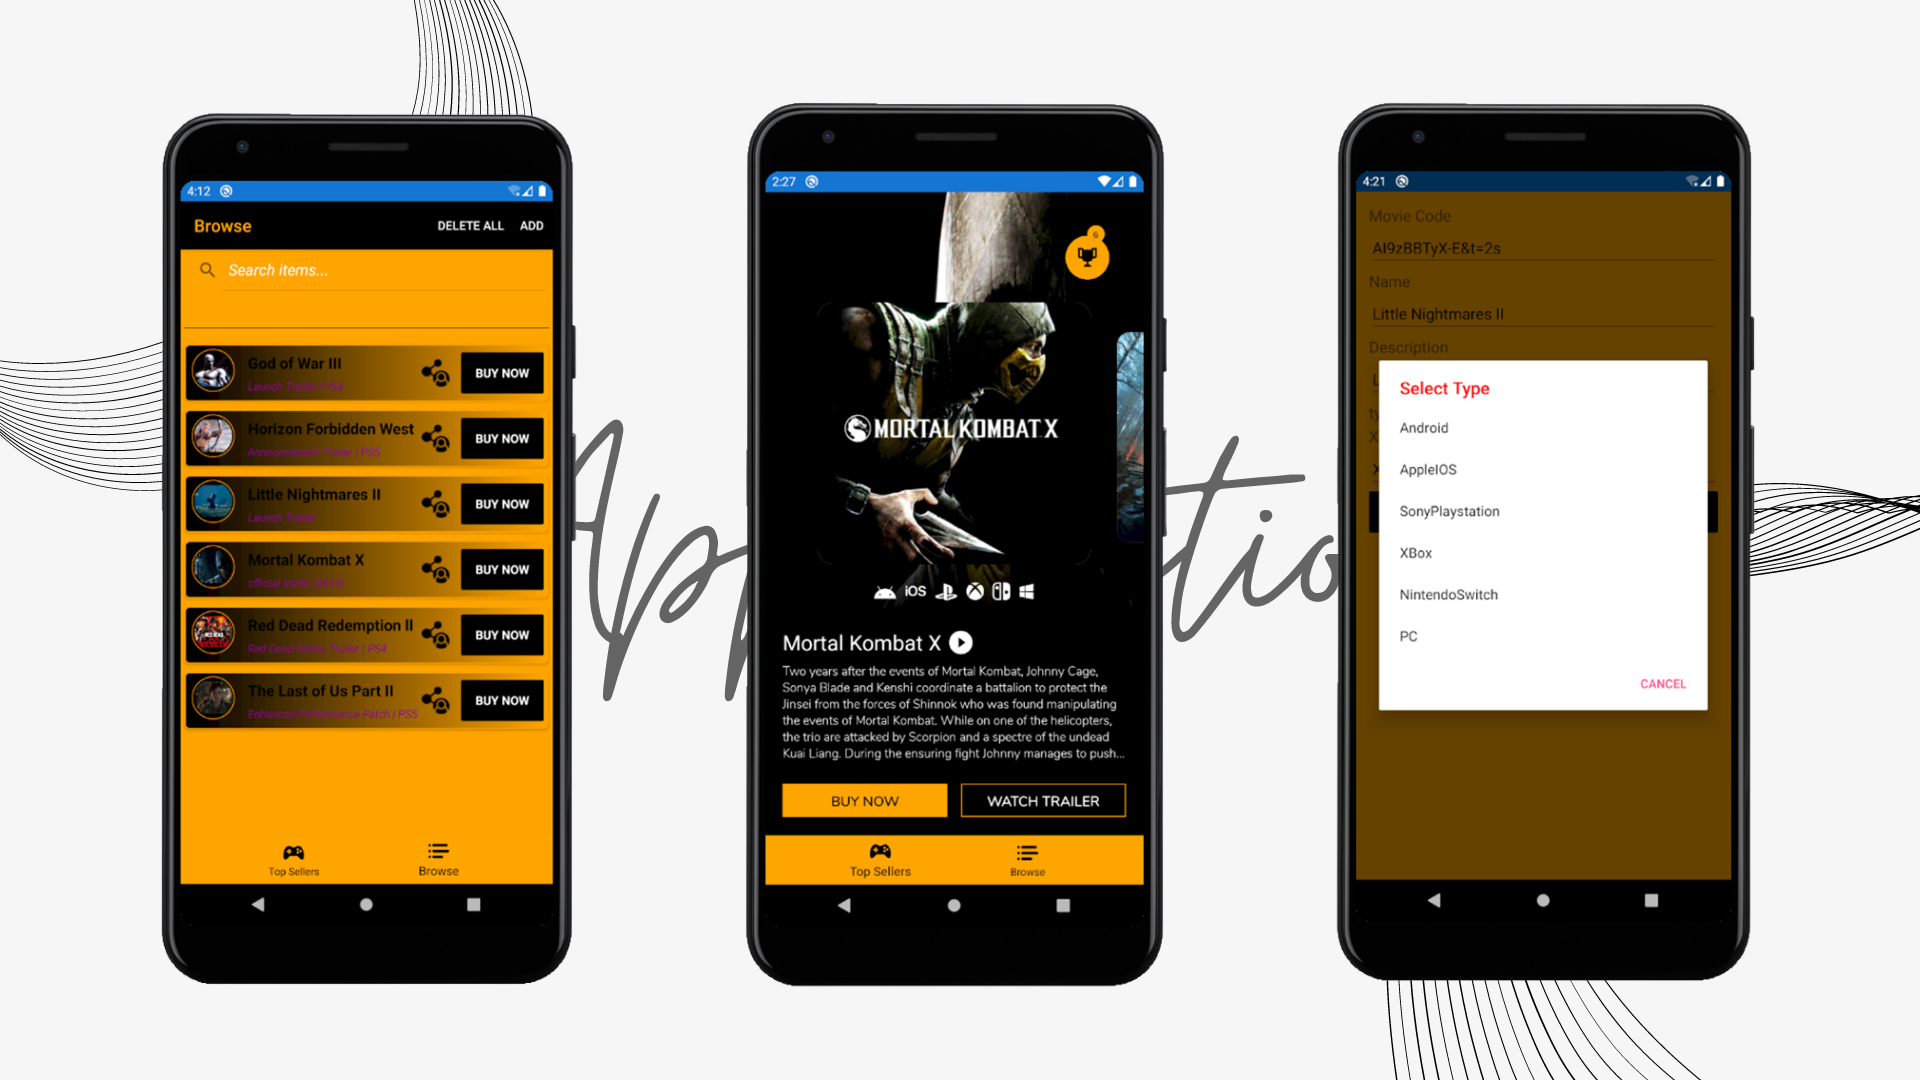 4:12
Browse
DELETE ALL ADD
Search items...
God of War III
Launch Trailer | PS4
BUY NOW
Horizon Forbidden West
Announcement Trailer | PS5
BUY NOW
Little Nightmares II
Launch Trailer
BUY NOW
Mortal Kombat X
official trailer (2015)
BUY NOW
Red Dead Redemption II
Trailer | PS4
BUY NOW
The Last of Us Part II
Enhanced Performance Patch | PS5
BUY NOW
Top Sellers
Browse
2:27
6
MORTAL KOMBAT X
iOS
Mortal Kombat X
Two years after the events of Mortal Kombat, Johnny Cage,
Sonya Blade and Kenshi coordinate a battalion to protect the
Jinsei from the forces of Shinnok who was found manipulating
the events of Mortal Kombat. While on one of the helicopters,
the trio are attacked by Scorpion and a spectre of the undead
Kuai Liang. During the ensuring fight Johnny manages to push...
BUY NOW
WATCH TRAILER
Top Sellers
Browse
4:21
Movie Code
AI9zBBTyX-E&t=2s
Name
Little Nightmares II
Description
Select Type
Android
AppleIOS
SonyPlaystation
XBox
NintendoSwitch
PC
CANCEL